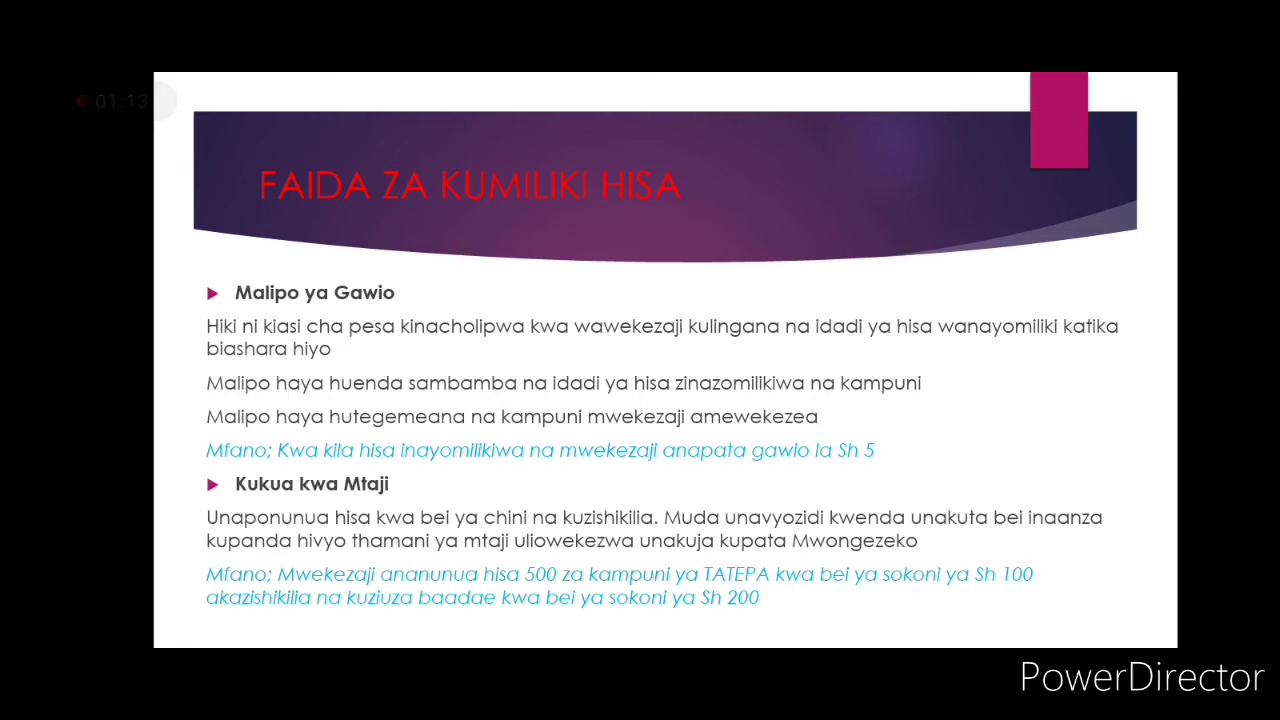 01:13
FAIDA ZA KUMILIKI HISA
Malipo ya Gawio
Hiki ni kiasi cha pesa kinacholipwa kwa wawekezaji kulingana na idadi ya hisa wanayomiliki katika
biashara hiyo
Malipo haya huenda sambamba na idadi ya hisa zinazomilikiwa na kampuni
Malipo haya hutegemeana na kampuni mwekezaji amewekezea
Mfano; Kwa kila hisa inayomilikiwa na mwekezaji anapata gawio la Sh 5
Kukua kwa Mtaji
Unaponunua hisa kwa bei ya chini na kuzishikilia. Muda unavyozidi kwenda unakuta bei inaanza
kupanda hivyo thamani ya mtaji uliowekezwa unakuja kupata Mwongezeko
Mfano; Mwekezaji ananunua hisa 500 za kampuni ya TATEPA kwa bei ya sokoni ya Sh 100
akazishikilia na kuziuza baadae kwa bei ya sokoni ya Sh 200
PowerDirector